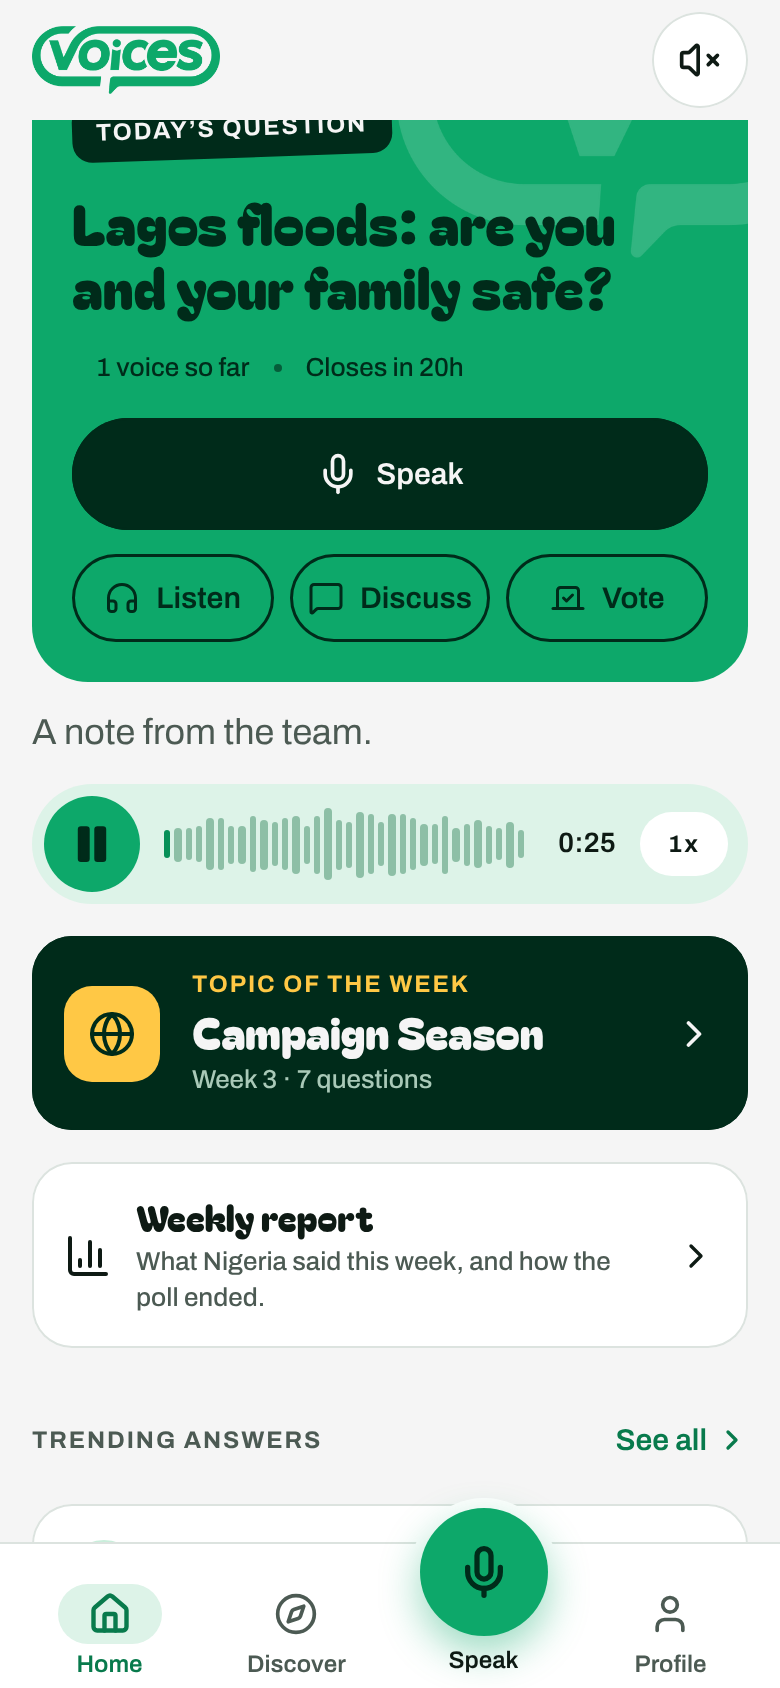 Voices
TODAY’S QUESTION
Lagos floods: are you
and your family safe?
1 voice so far • Closes in 20h
Speak
Listen
Discuss
Vote
A note from the team.
0:25
1x
TOPIC OF THE WEEK
Campaign Season
Week 3 · 7 questions
Weekly report
What Nigeria said this week, and how the
poll ended.
TRENDING ANSWERS
See all
Home
Discover
Speak
Profile